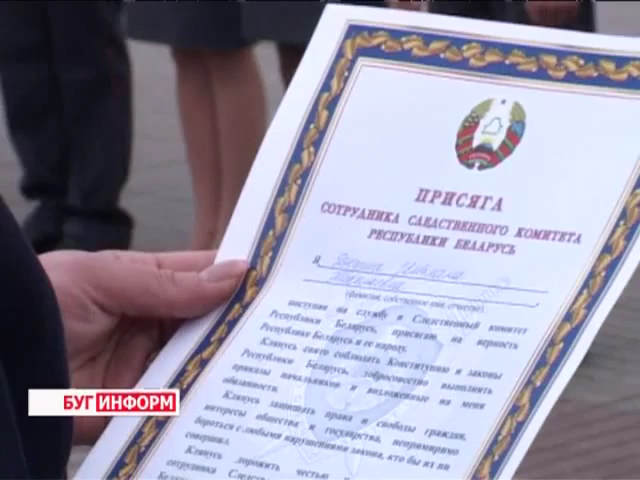 ПРИСЯГА
СОТРУДНИКА СЛЕДСТВЕННОГО КОМИТЕТА
РЕСПУБЛИКИ БЕЛАРУСЬ
Я
(фамилия, собственное имя, отчество)
поступая на службу в Следственный комитет
Республики Беларусь, присягаю на верность
Республике Беларусь и ее народу.
Клянусь свято соблюдать Конституцию и законы
Республики Беларусь, добросовестно выполнять
приказы начальников и возложенные на меня
обязанности.
Клянусь защищать права и свободы граждан,
интересы общества и государства, непримиримо
бороться с любыми нарушениями закона, кто бы их ни
совершил.
Клянусь дорожить честью
сотрудника
БУГИНФОРМ